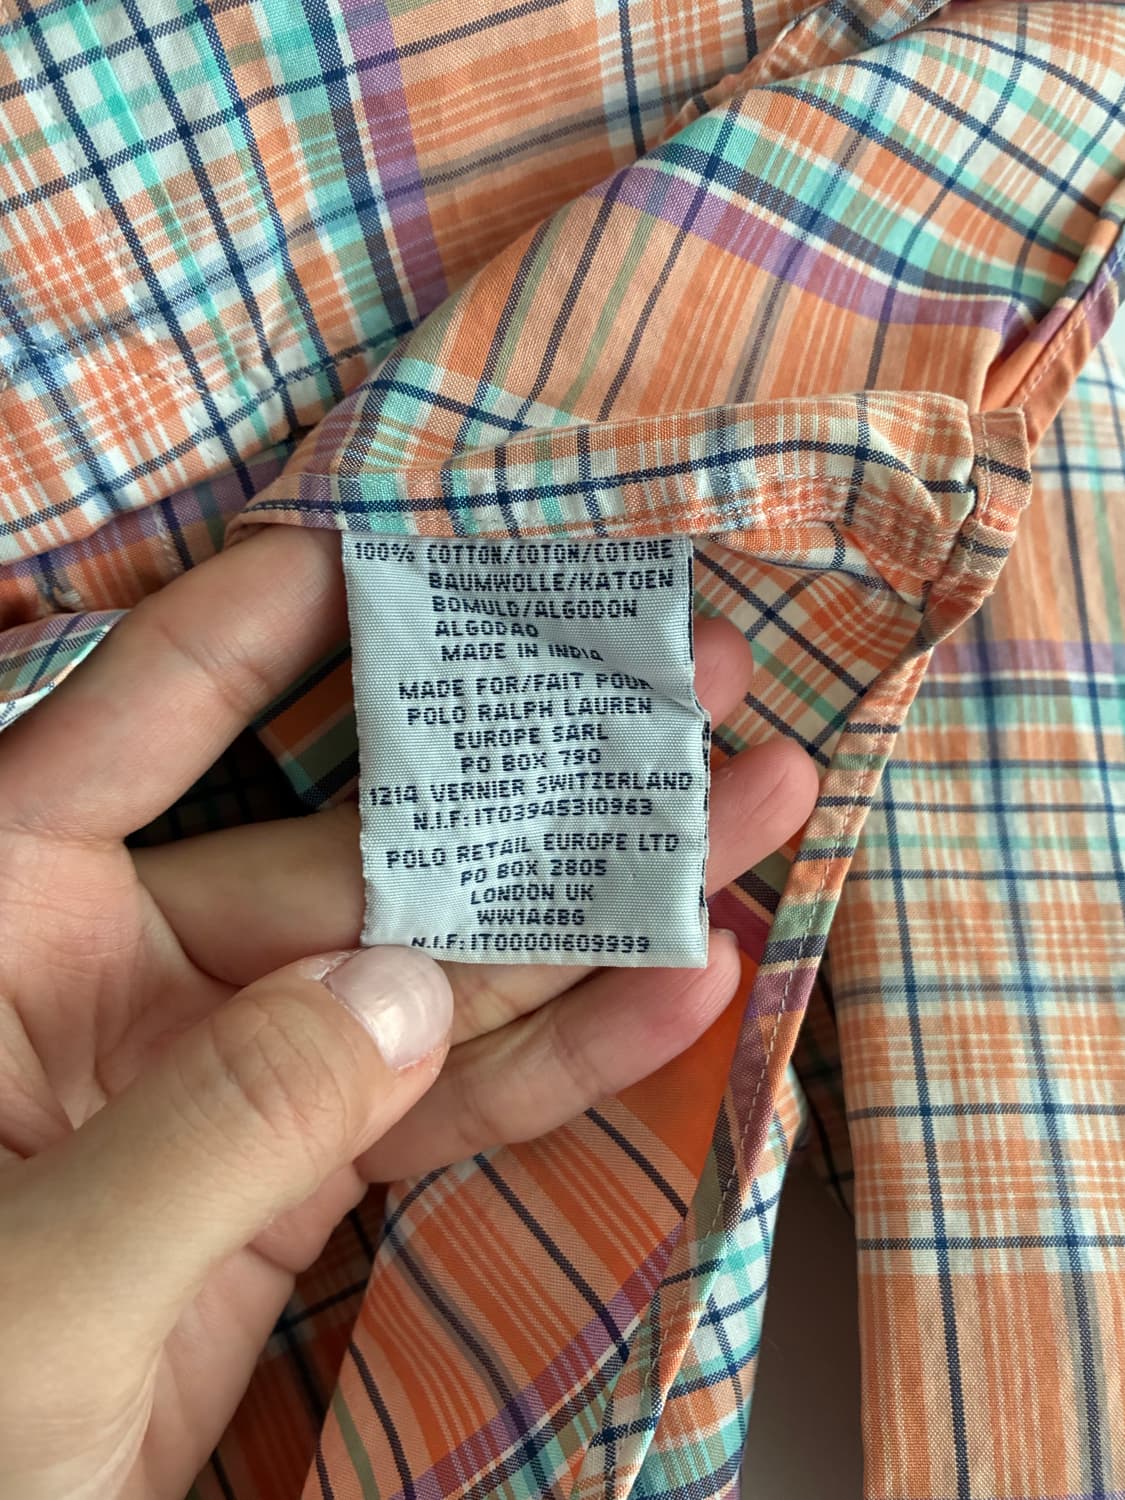 100% COTTON/COTON/COTONE
BAUMWOLLE/KATOEN
BOMULD/ALGODON
ALGODAO
MADE IN INDIA
MADE FOR/FAIT POUR
POLO RALPH LAUREN
EUROPE SARL
PO BOX 790
1214 VERNIER SWITZERLAND
N.I.F:IT03945310963
POLO RETAIL EUROPE LTD
PO BOX 2805
LONDON UK
WW1A6BG
N.I.F:IT00001609999